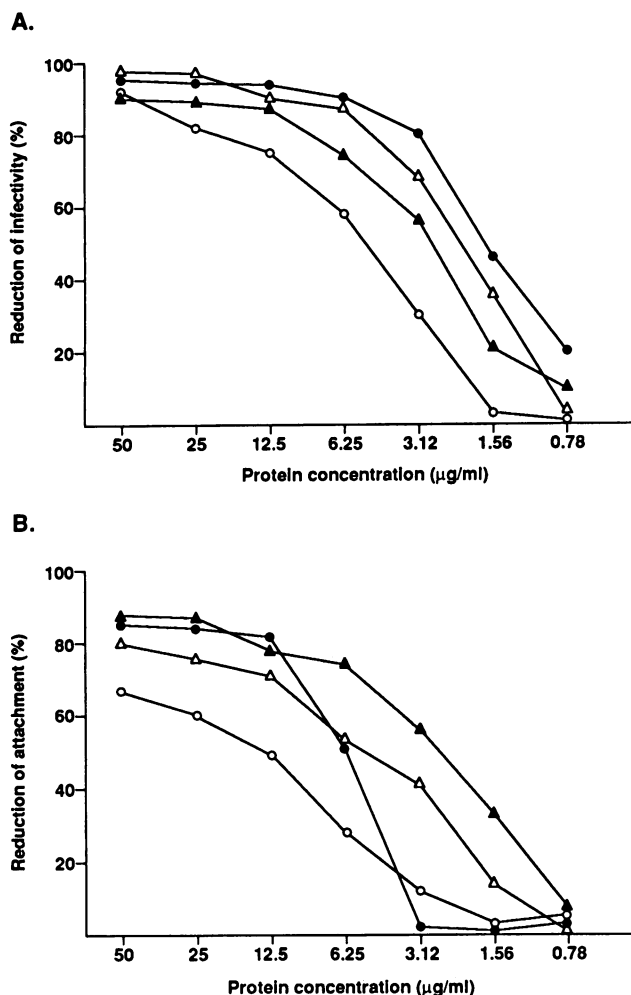 A.
Reduction of infectivity (%)
100
80
60
40
20
50 25 12.5 6.25 3.12 1.56 0.78
Protein concentration (μg/ml)
B.
Reduction of attachment (%)
100
80
60
40
20
50 25 12.5 6.25 3.12 1.56 0.78
Protein concentration (μg/ml)